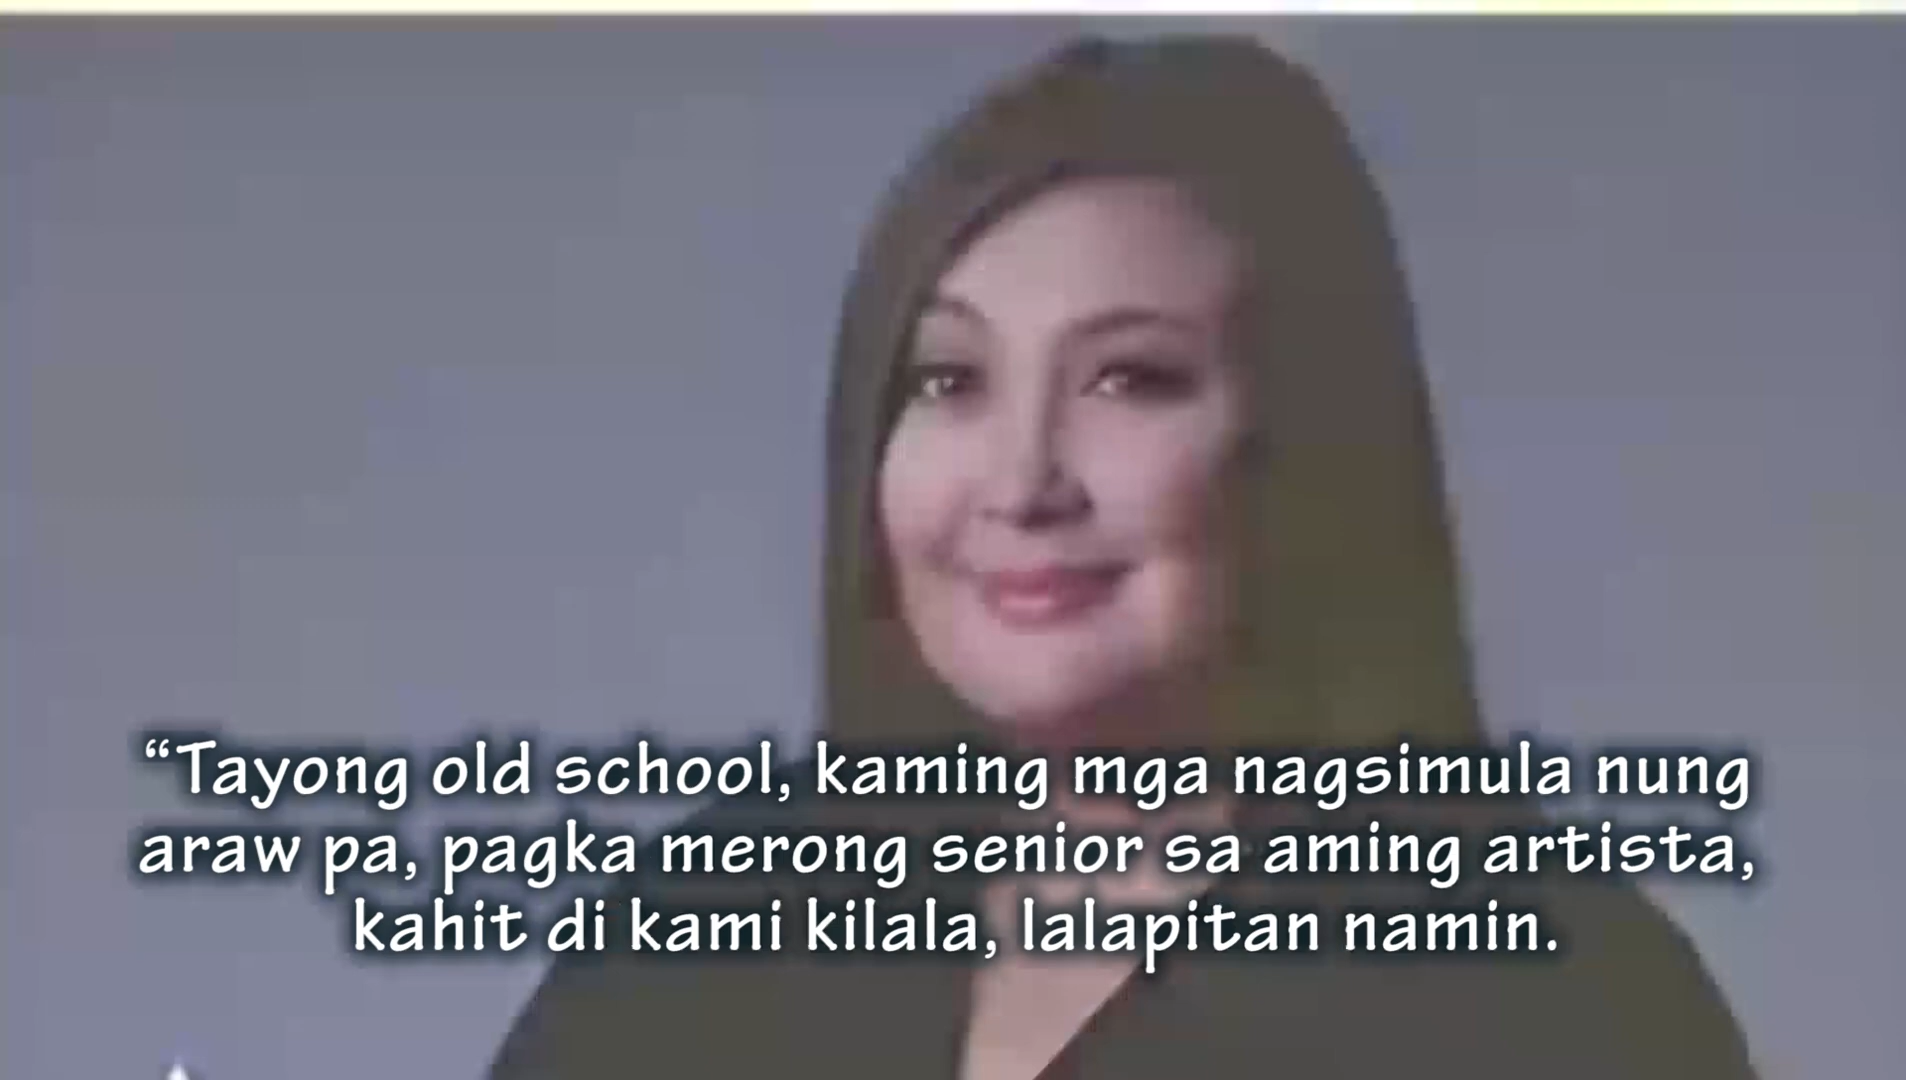 “Tayong old school, kaming mga nagsimula nung
araw pa, pagka merong senior sa aming artista,
kahit di kami kilala, lalapitan namin.